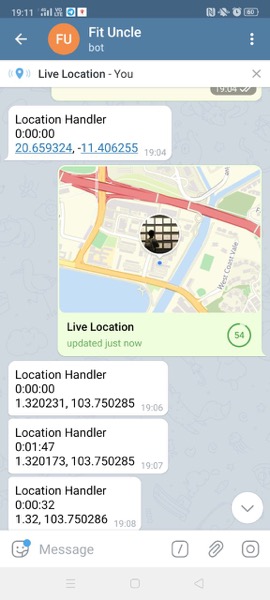 19:11
60
FU
Fit Uncle
bot
Live Location - You
19:04
Location Handler
0:00:00
20.659324, -11.406255
19:04
West Coast Vale
Live Location
updated just now
54
Location Handler
0:00:00
1.320231, 103.750285
19:06
Location Handler
0:01:47
1.320173, 103.750285
19:07
Location Handler
0:00:32
1.32, 103.750286
19:08
Message